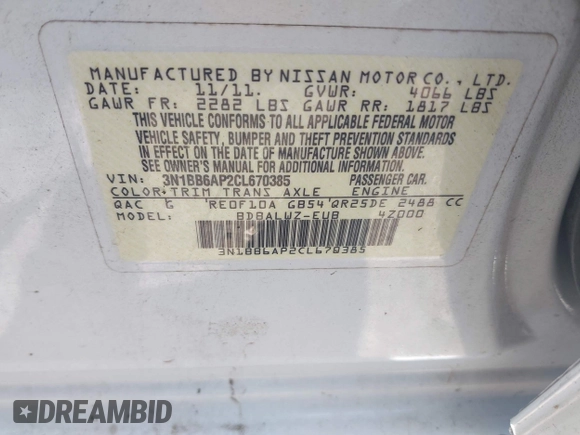 MANUFACTURED BY NISSAN MOTOR CO., LTD.
DATE: 11/11. GVWR: 4066 LBS
GAWR FR: 2282 LBS GAWR RR: 1817 LBS
THIS VEHICLE CONFORMS TO ALL APPLICABLE FEDERAL MOTOR
VEHICLE SAFETY, BUMPER AND THEFT PREVENTION STANDARDS
IN EFFECT ON THE DATE OF MANUFACTURE SHOWN ABOVE.
SEE OWNER'S MANUAL FOR ADDITIONAL INFORMATION.
VIN: 3N1BB6AP2CL670385 PASSENGER CAR.
COLOR TRIM TRANS AXLE ENGINE
QAC G RE0F10A GB54 QR25DE 2488 CC
MODEL: BDBALWZ-EUB 4Z000
3N1BB6AP2CL670385
DREAMBID